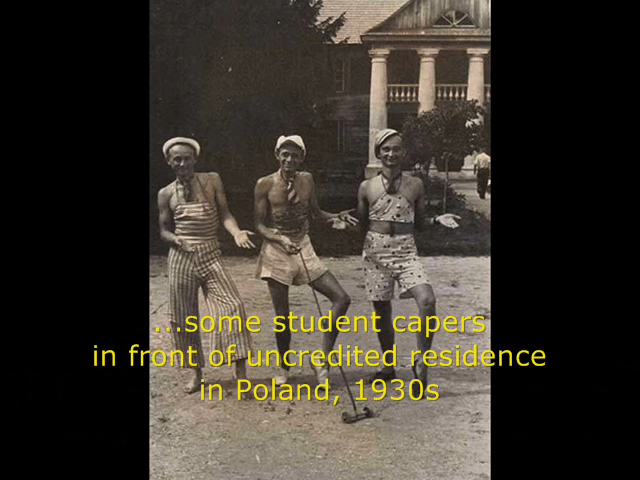 ...some student capers
in front of uncredited residence
in Poland, 1930s